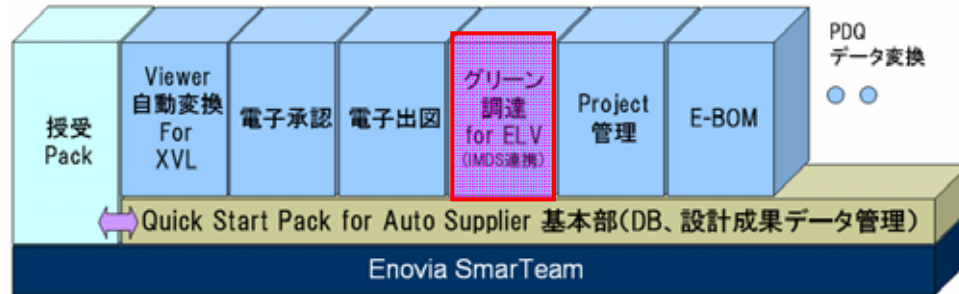 授受
Pack
Viewer
自動変換
For
XVL
電子承認
電子出図
グリーン
調達
for ELV
(IMDS連携)
Project
管理
E-BOM
PDQ
データ変換
Quick Start Pack for Auto Supplier 基本部(DB、設計成果データ管理)
Enovia SmarTeam